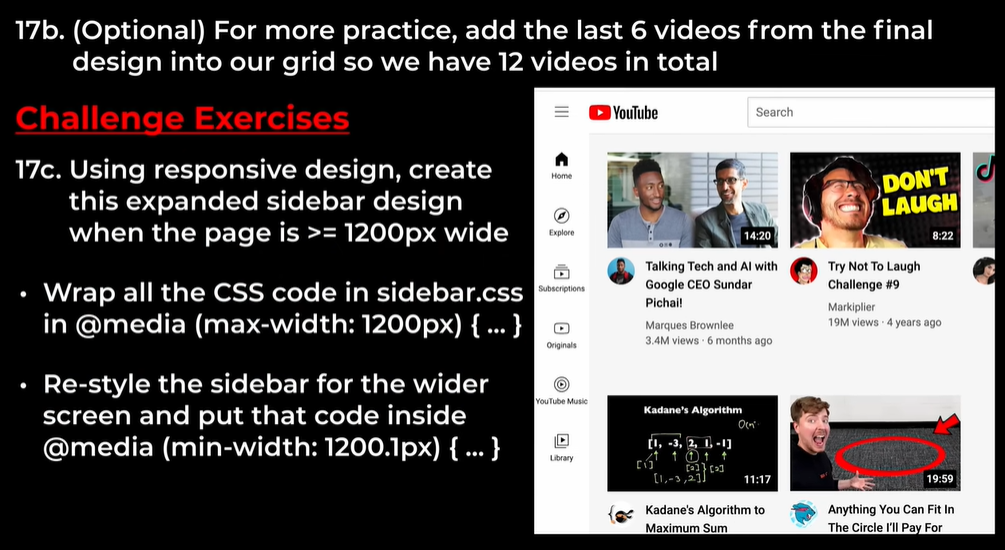 17b. (Optional) For more practice, add the last 6 videos from the final
design into our grid so we have 12 videos in total
Challenge Exercises
17c. Using responsive design, create
this expanded sidebar design
when the page is >= 1200px wide
• Wrap all the CSS code in sidebar.css
in @media (max-width: 1200px) { ... }
• Re-style the sidebar for the wider
screen and put that code inside
@media (min-width: 1200.1px) { ... }
YouTube
Search
Home
Explore
Subscriptions
Originals
YouTube Music
Library
14:20
Talking Tech and AI with
Google CEO Sundar
Pichai!
Marques Brownlee
3.4M views · 6 months ago
DON'T
LAUGH
8:22
Try Not To Laugh
Challenge #9
Markiplier
19M views · 4 years ago
Kadane's Algorithm
[1, -3, 2, 1, -1]
[1]
[2]
[1,-3,2]
11:17
Kadane's Algorithm to
Maximum Sum
19:59
Anything You Can Fit In
The Circle I'll Pay For